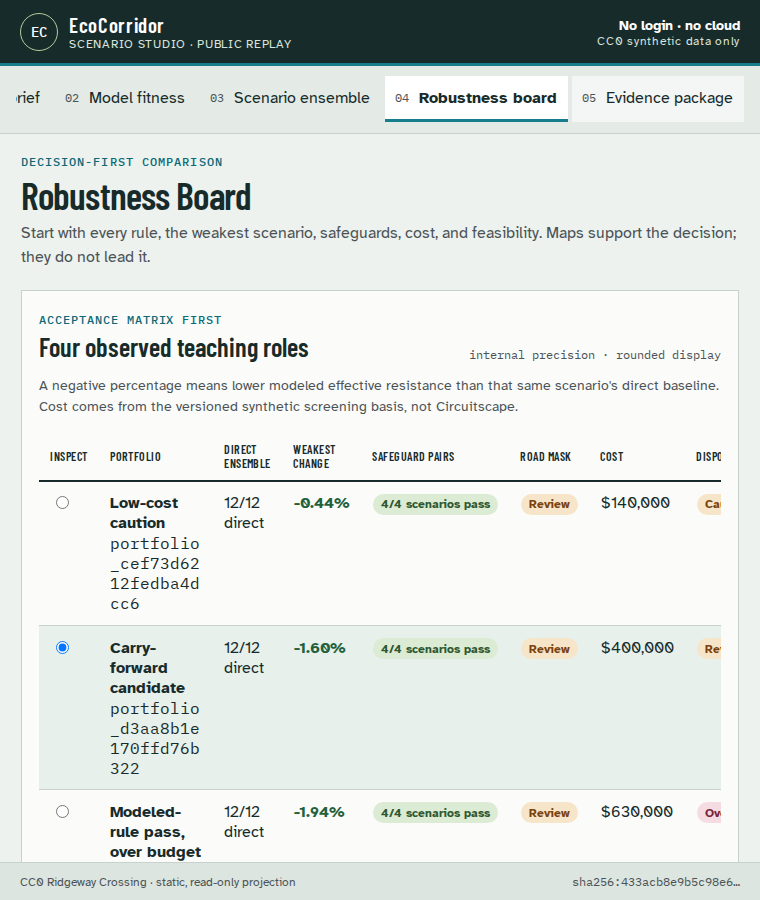 EC
EcoCorridor
SCENARIO STUDIO · PUBLIC REPLAY
No login · no cloud
CC0 synthetic data only
rief
02 Model fitness
03 Scenario ensemble
04 Robustness board
05 Evidence package
DECISION-FIRST COMPARISON
Robustness Board
Start with every rule, the weakest scenario, safeguards, cost, and feasibility. Maps support the decision;
they do not lead it.
ACCEPTANCE MATRIX FIRST
Four observed teaching roles
internal precision · rounded display
A negative percentage means lower modeled effective resistance than that same scenario's direct baseline.
Cost comes from the versioned synthetic screening basis, not Circuitscape.
INSPECT
PORTFOLIO
DIRECT
ENSEMBLE
WEAKEST
CHANGE
SAFEGUARD PAIRS
ROAD MASK
COST
DISPO
Low-cost
caution
portfolio
_cef73d62
12fedba4d
cc6
12/12
direct
-0.44%
4/4 scenarios pass
Review
$140,000
Ca
Carry-
forward
candidate
portfolio
_d3aa8b1e
170ffd76b
322
12/12
direct
-1.60%
4/4 scenarios pass
Review
$400,000
Rev
Modeled-
rule pass,
over budget
12/12
direct
-1.94%
4/4 scenarios pass
Review
$630,000
Ov
CC0 Ridgeway Crossing · static, read-only projection
sha256:433acb8e9b5c98e6…